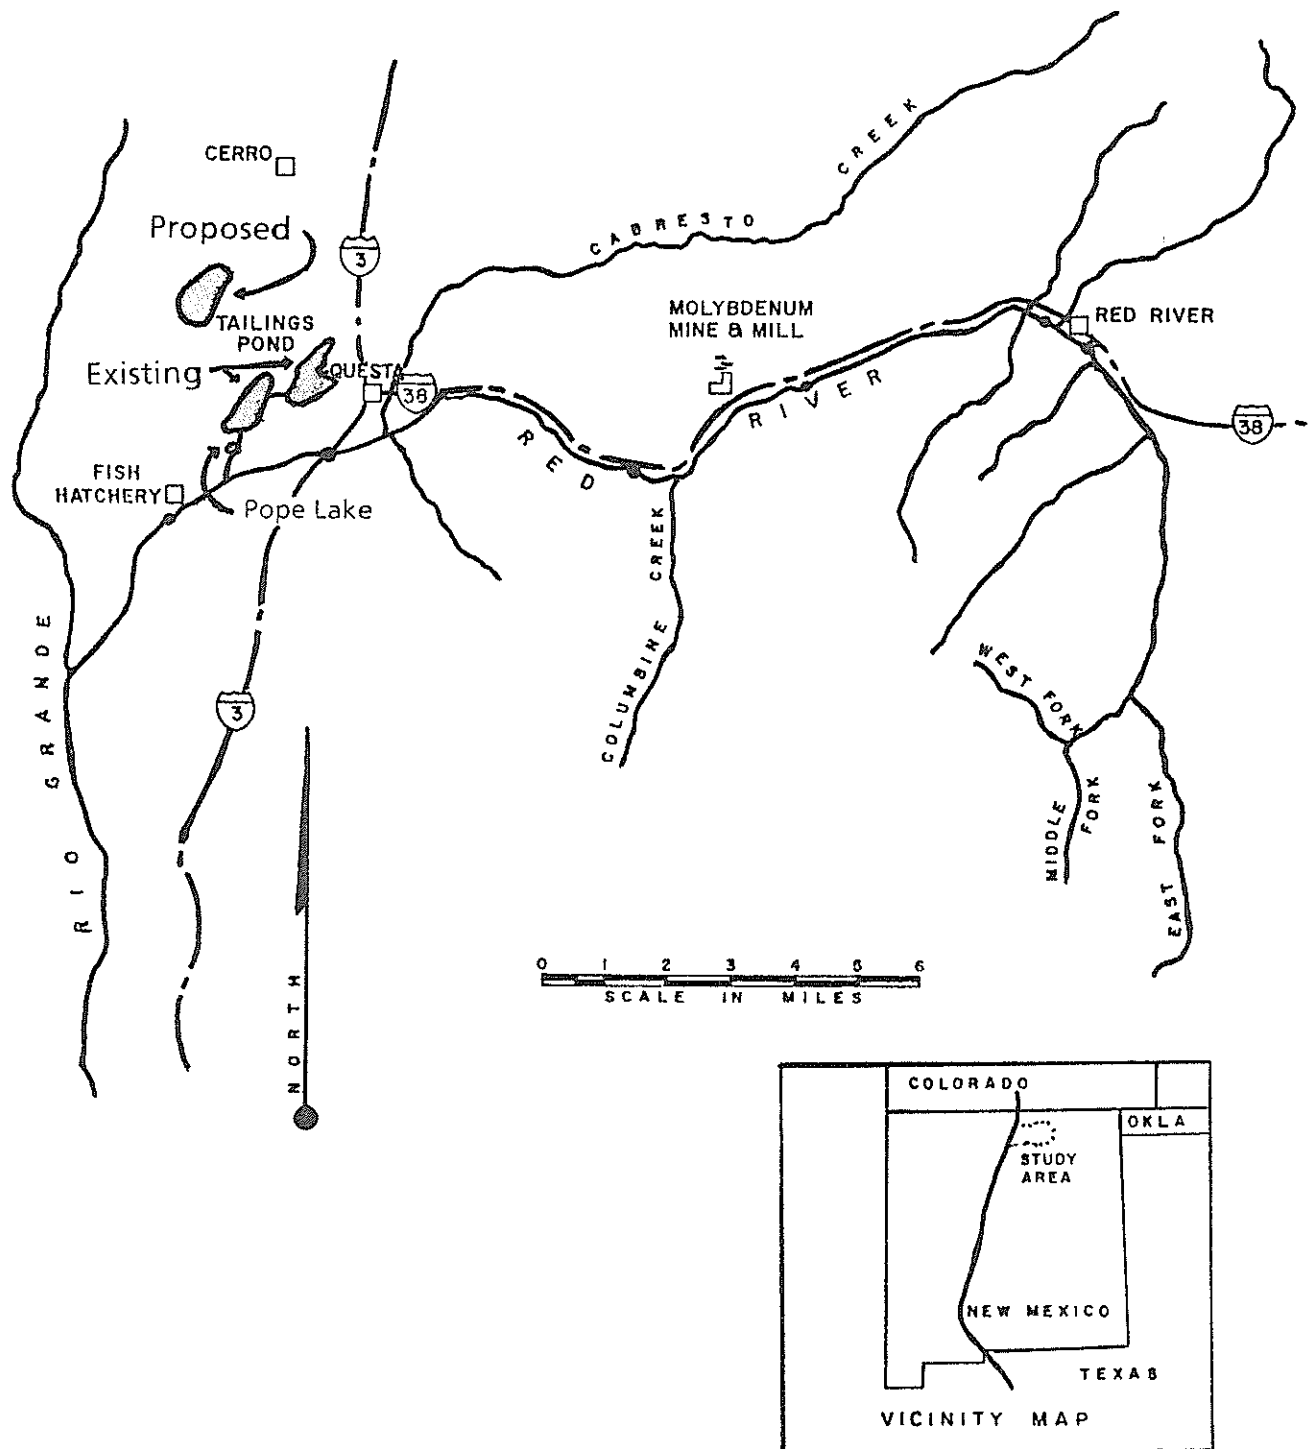 CERRO
Proposed
3
CABRESTO CREEK
TAILINGS
POND
Existing
QUESTA
38
MOLYBDENUM
MINE & MILL
RED RIVER
RED RIVER
38
FISH
HATCHERY
Pope Lake
COLUMBINE CREEK
WEST FORK
MIDDLE
FORK
EAST FORK
RIO GRANDE
3
NORTH
0 1 2 3 4 5 6
SCALE IN MILES
COLORADO
OKLA
STUDY
AREA
NEW MEXICO
TEXAS
VICINITY MAP